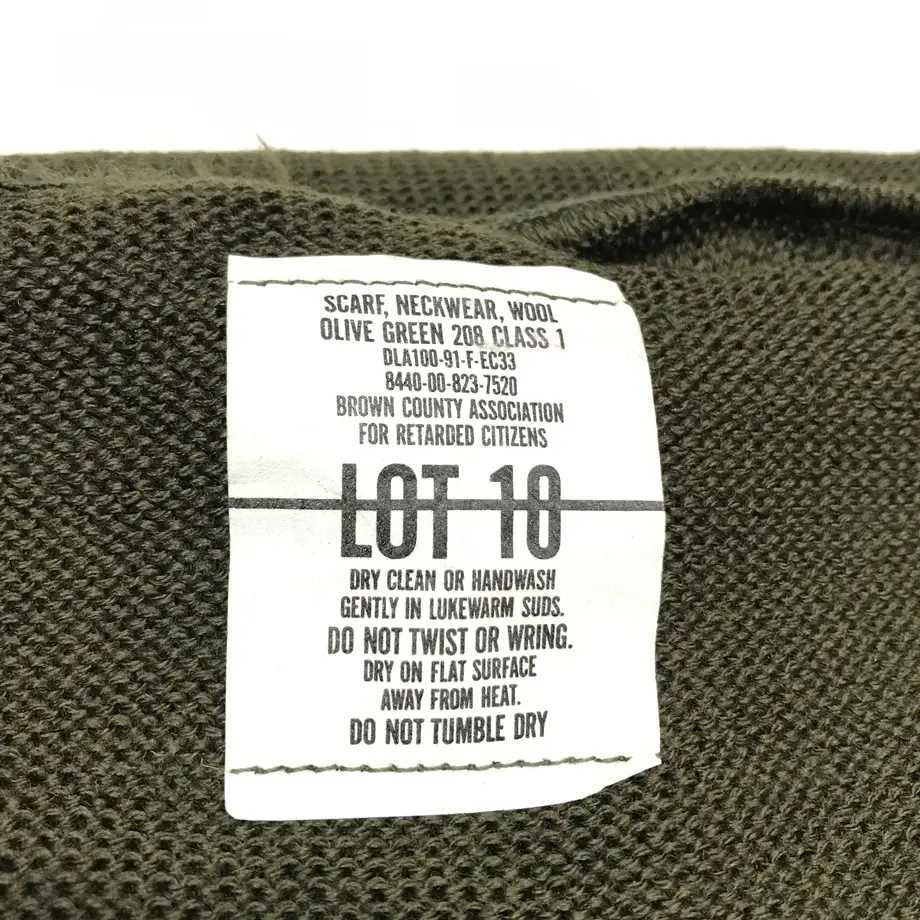 SCARF, NECKWEAR, WOOL
OLIVE GREEN 208 CLASS 1
DLA100-91-F-EC33
8440-00-823-7520
BROWN COUNTY ASSOCIATION
FOR RETARDED CITIZENS
LOT 10
DRY CLEAN OR HANDWASH
GENTLY IN LUKEWARM SUDS.
DO NOT TWIST OR WRING.
DRY ON FLAT SURFACE
AWAY FROM HEAT.
DO NOT TUMBLE DRY